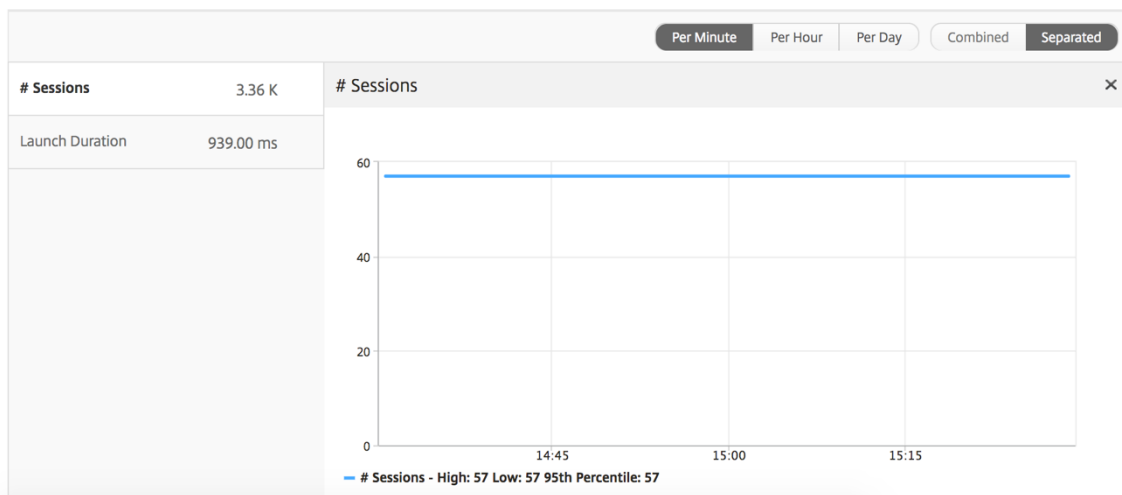 Per Minute Per Hour Per Day Combined Separated
# Sessions 3.36 K
Launch Duration 939.00 ms
# Sessions ×
60
40
20
0
14:45 15:00 15:15
# Sessions - High: 57 Low: 57 95th Percentile: 57